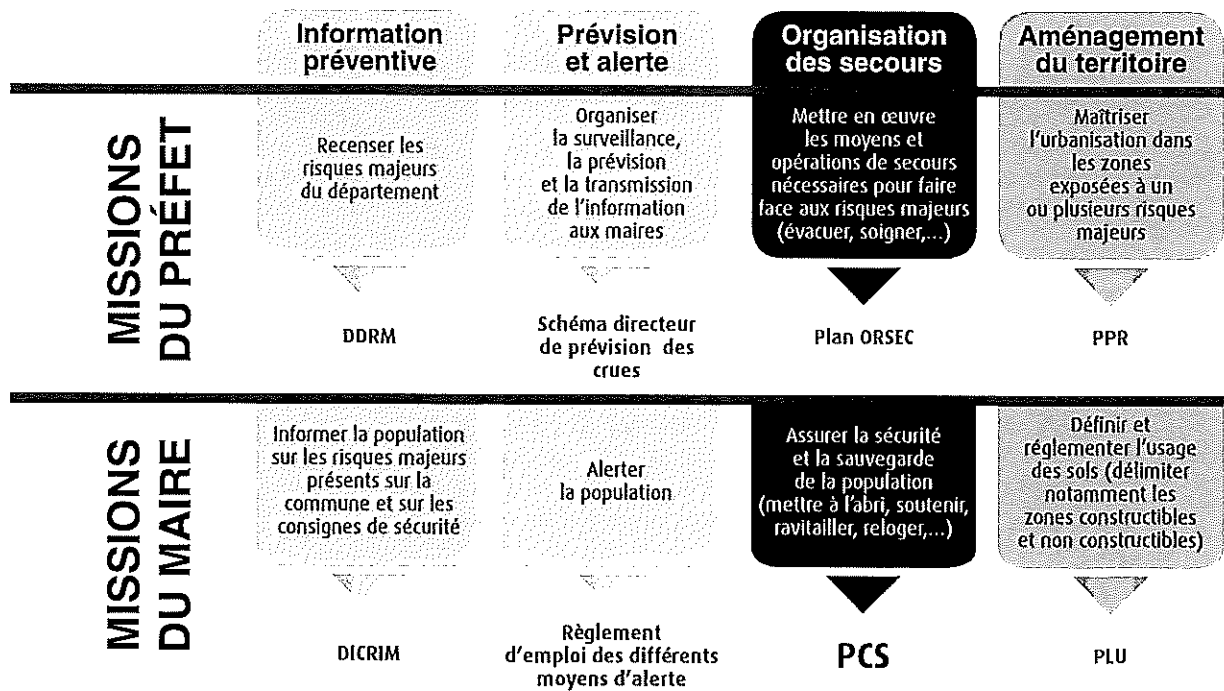 Information
préventive
Prévision
et alerte
Organisation
des secours
Aménagement
du territoire
MISSIONS
DU PRÉFET
Recenser les
risques majeurs
du département
Organiser
la surveillance,
la prévision
et la transmission
de l'information
aux maires
Mettre en œuvre
les moyens et
opérations de secours
nécessaires pour faire
face aux risques majeurs
(évacuer, soigner,...)
Maîtriser
l'urbanisation dans
les zones
exposées à un
ou plusieurs risques
majeurs
DDRM
Schéma directeur
de prévision des
crues
Plan ORSEC
PPR
MISSIONS
DU MAIRE
Informer la population
sur les risques majeurs
présents sur la
commune et sur les
consignes de sécurité
Alerter
la population
Assurer la sécurité
et la sauvegarde
de la population
(mettre à l'abri, soutenir,
ravitailler, reloger,...)
Définir et
réglementer l'usage
des sols (délimiter
notamment les
zones constructibles
et non constructibles)
DICRIM
Règlement
d'emploi des différents
moyens d'alerte
PCS
PLU